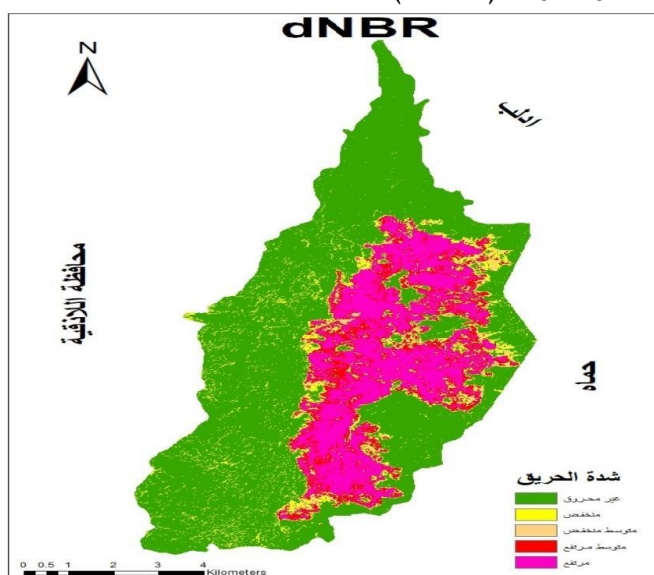 dNBR
N
ادلب
محافظة اللاذقية
حماه
شدة الحريق
غير محروق
منخفض
متوسط منخفض
متوسط مرتفع
مرتفع
0 0.5 1 2 3 4
Kilometers